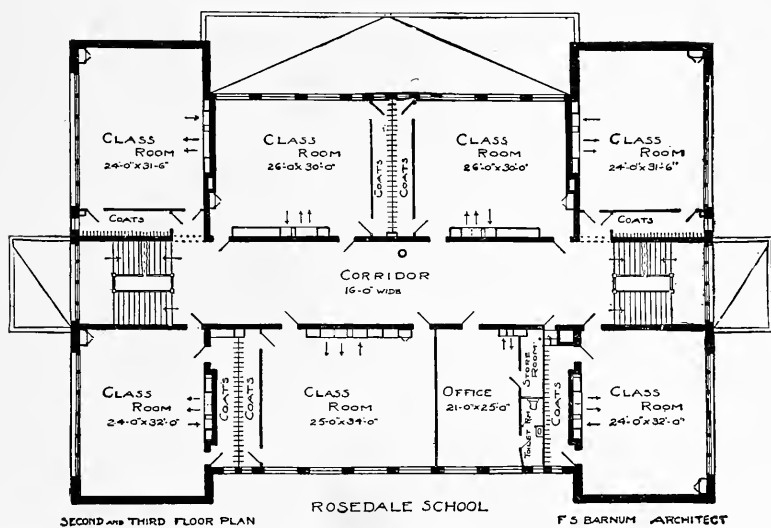 CLASS
ROOM
24'-0"X31'-6"
COATS
CLASS
ROOM
26'-0"X30'-0"
COATS
COATS
CLASS
ROOM
26'-0"X30'-0"
CLASS
ROOM
24'-0"X31'-6"
COATS
CORRIDOR
16'-0" WIDE
CLASS
ROOM
24'-0"X32'-0"
COATS
COATS
CLASS
ROOM
25'-0"X34'-0"
OFFICE
21'-0"X25'-0"
STORE
ROOM
TOILET RM
COATS
CLASS
ROOM
24'-0"X32'-0"
SECOND AND THIRD FLOOR PLAN
ROSEDALE SCHOOL
F S BARNUM ARCHITECT